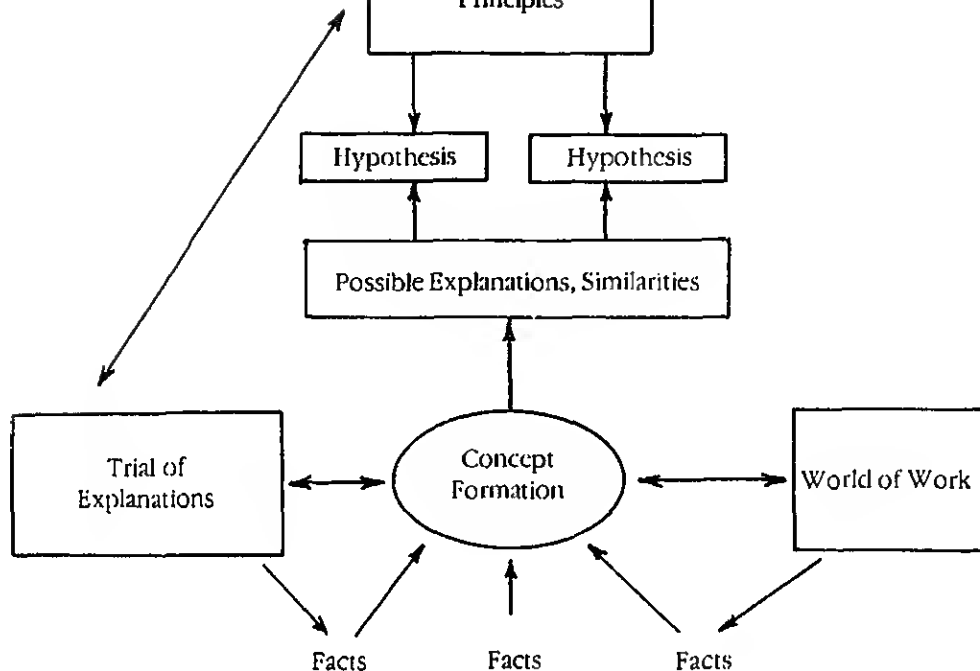 Principles
Hypothesis Hypothesis
Possible Explanations, Similarities
Trial of
Explanations
Concept
Formation
World of Work
Facts Facts Facts